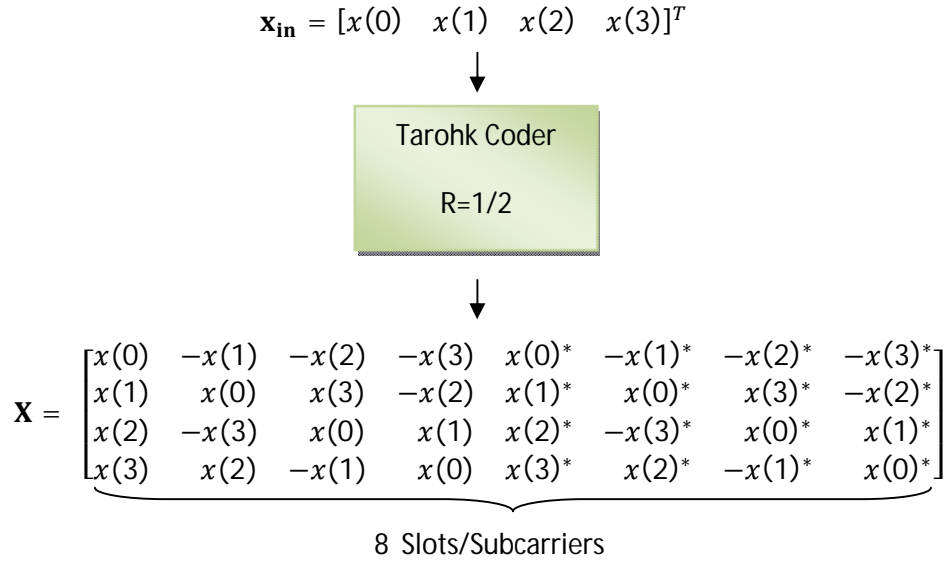 𝐱𝐢𝐧 = [𝑥(0) 𝑥(1) 𝑥(2) 𝑥(3)]ᵀ
Tarohk Coder
R=1/2
𝑥(0) −𝑥(1) −𝑥(2) −𝑥(3) 𝑥(0)* −𝑥(1)* −𝑥(2)* −𝑥(3)*
𝑥(1) 𝑥(0) 𝑥(3) −𝑥(2) 𝑥(1)* 𝑥(0)* 𝑥(3)* −𝑥(2)*
𝐗 =
𝑥(2) −𝑥(3) 𝑥(0) 𝑥(1) 𝑥(2)* −𝑥(3)* 𝑥(0)* 𝑥(1)*
𝑥(3) 𝑥(2) −𝑥(1) 𝑥(0) 𝑥(3)* 𝑥(2)* −𝑥(1)* 𝑥(0)*
8 Slots/Subcarriers